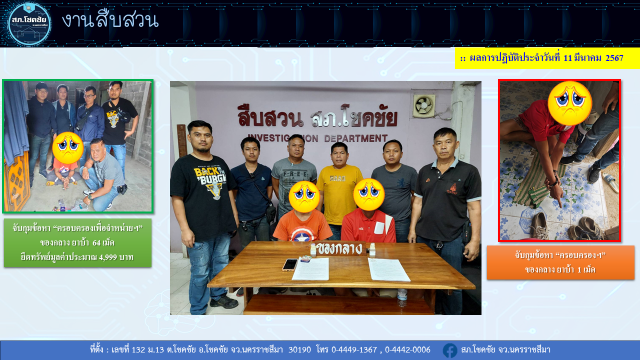 สภ.โชคชัย
งานสืบสวน
:: ผลการปฏิบัติประจำวันที่ 11 มีนาคม 2567
สืบสวน สภ.โชคชัย
INVESTIGATION DEPARTMENT
FREE
BACK 2
BURGA
ของกลาง
จับกุมข้อหา “ครอบครองเพื่อจำหน่ายฯ”
ของกลาง ยาบ้า 64 เม็ด
ยึดทรัพย์มูลค่าประมาณ 4,999 บาท
จับกุมข้อหา “ครอบครองฯ”
ของกลาง ยาบ้า 1 เม็ด
ที่ตั้ง : เลขที่ 132 ม.13 ต.โชคชัย อ.โชคชัย จว.นครราชสีมา 30190 โทร 0-4449-1367 , 0-4442-0006 สภ.โชคชัย จว.นครราชสีมา